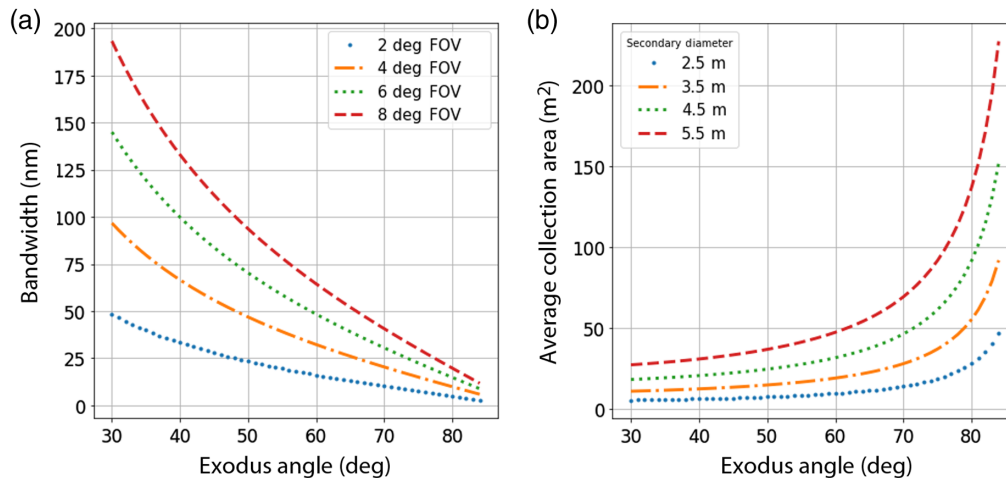 (a)
Bandwidth (nm)
200
175
150
125
100
75
50
25
0
30 40 50 60 70 80
Exodus angle (deg)
2 deg FOV
4 deg FOV
6 deg FOV
8 deg FOV
(b)
Average collection area (m2)
200
150
100
50
0
30 40 50 60 70 80
Exodus angle (deg)
Secondary diameter
2.5 m
3.5 m
4.5 m
5.5 m